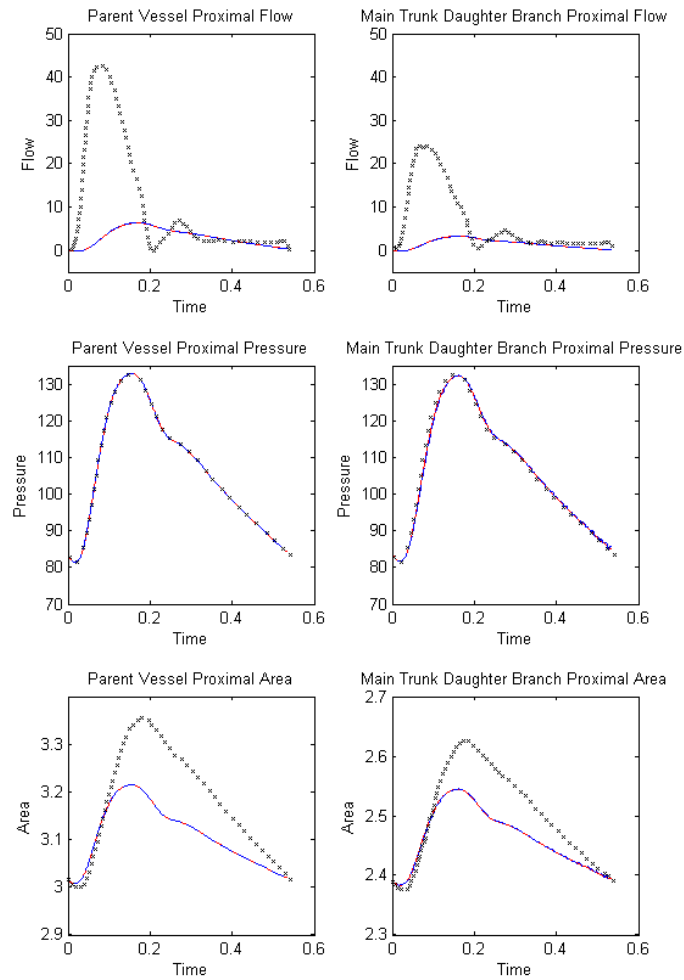 Parent Vessel Proximal Flow
50
40
30
20
10
0
Flow
0 0.2 0.4 0.6
Time
Main Trunk Daughter Branch Proximal Flow
50
40
30
20
10
0
Flow
0 0.2 0.4 0.6
Time
Parent Vessel Proximal Pressure
130
120
110
100
90
80
70
Pressure
0 0.2 0.4 0.6
Time
Main Trunk Daughter Branch Proximal Pressure
130
120
110
100
90
80
70
Pressure
0 0.2 0.4 0.6
Time
Parent Vessel Proximal Area
3.3
3.2
3.1
3
2.9
Area
0 0.2 0.4 0.6
Time
Main Trunk Daughter Branch Proximal Area
2.7
2.6
2.5
2.4
2.3
Area
0 0.2 0.4 0.6
Time